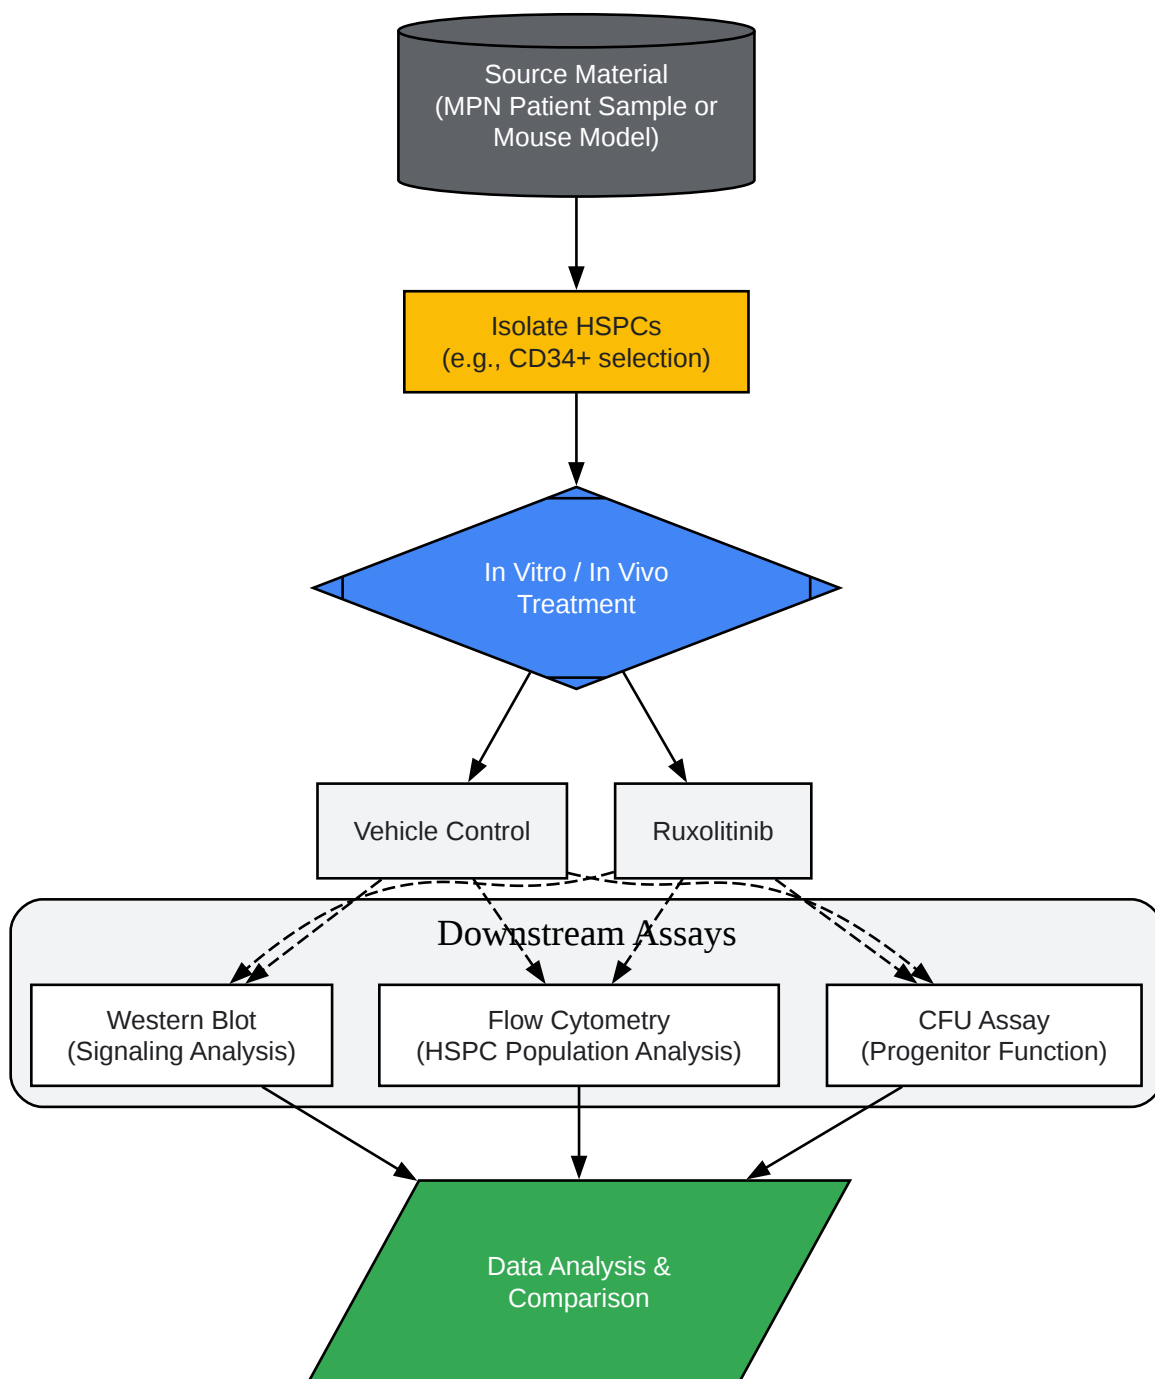 Source Material
(MPN Patient Sample or
Mouse Model)
Isolate HSPCs
(e.g., CD34+ selection)
In Vitro / In Vivo
Treatment
Vehicle Control
Ruxolitinib
Downstream Assays
Western Blot
(Signaling Analysis)
Flow Cytometry
(HSPC Population Analysis)
CFU Assay
(Progenitor Function)
Data Analysis &
Comparison